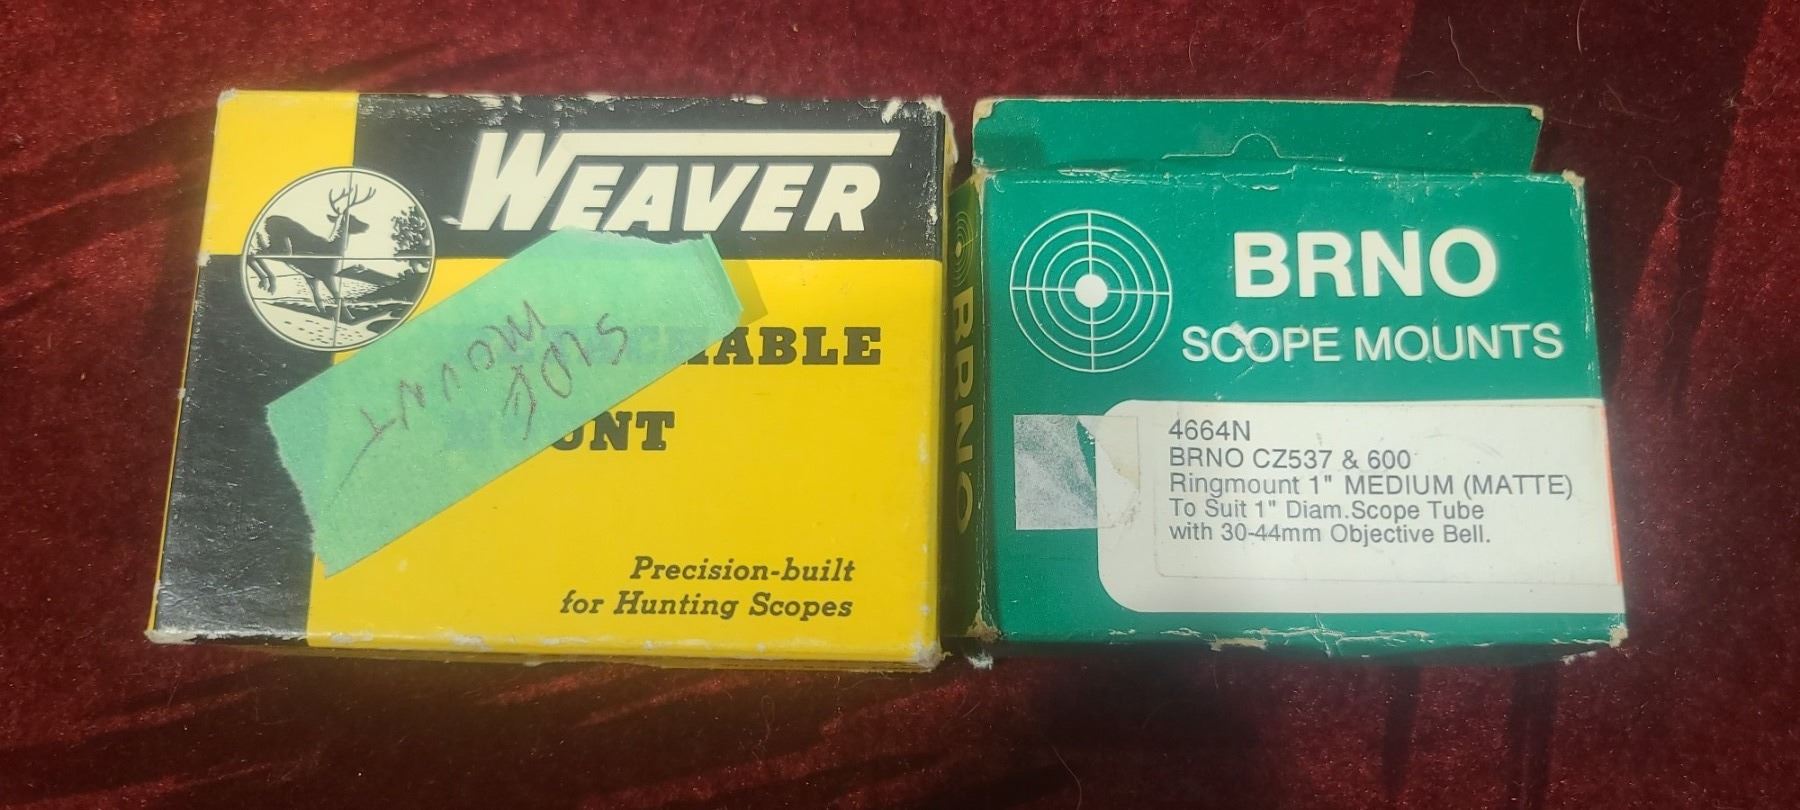 WEAVER
SIDE
MOUNT
ABLE
UNT
Precision-built
for Hunting Scopes
BRNO
BRNO
SCOPE MOUNTS
4664N
BRNO CZ537 & 600
Ringmount 1" MEDIUM (MATTE)
To Suit 1" Diam.Scope Tube
with 30-44mm Objective Bell.